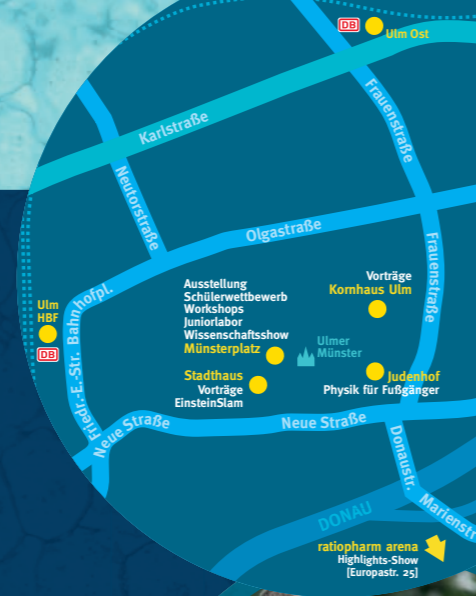 DB
Ulm Ost
Karlstraße
Frauenstraße
Neutorstraße
Olgastraße
Frauenstraße
Ulm
HBF
DB
Friedr.-E.-Str.
Bahnhofpl.
Ausstellung
Schülerwettbewerb
Workshops
Juniorlabor
Wissenschaftsshow
Münsterplatz
Ulmer
Münster
Vorträge
Kornhaus Ulm
Stadthaus
Vorträge
EinsteinSlam
Judenhof
Physik für Fußgänger
Neue Straße
Neue Straße
Donaustr.
Marienstr
DONAU
ratiopharm arena
Highlights-Show
[Europastr. 25]